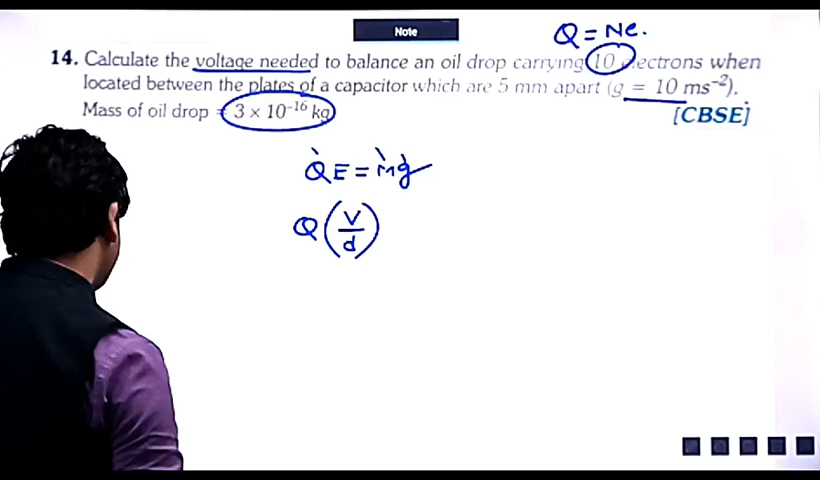 Note
Q = Ne.
14. Calculate the voltage needed to balance an oil drop carrying 10 electrons when
located between the plates of a capacitor which are 5 mm apart (g = 10 ms⁻²).
Mass of oil drop = 3 × 10⁻¹⁶ kg
[CBSE]
QE = mg
Q(V/d)